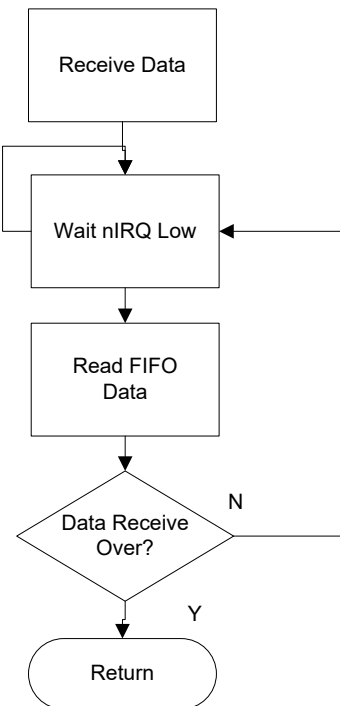 Receive Data
Wait nIRQ Low
Read FIFO
Data
N
Data Receive
Over?
Y
Return